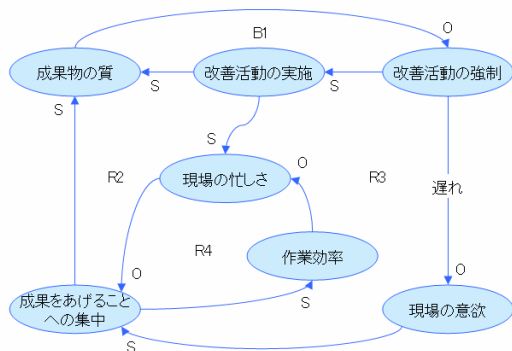 B1
O
成果物の質
改善活動の実施
改善活動の強制
S
S
S
S
現場の忙しさ
O
R2
R3
遅れ
R4
作業効率
O
O
成果をあげること
への集中
S
現場の意欲
S